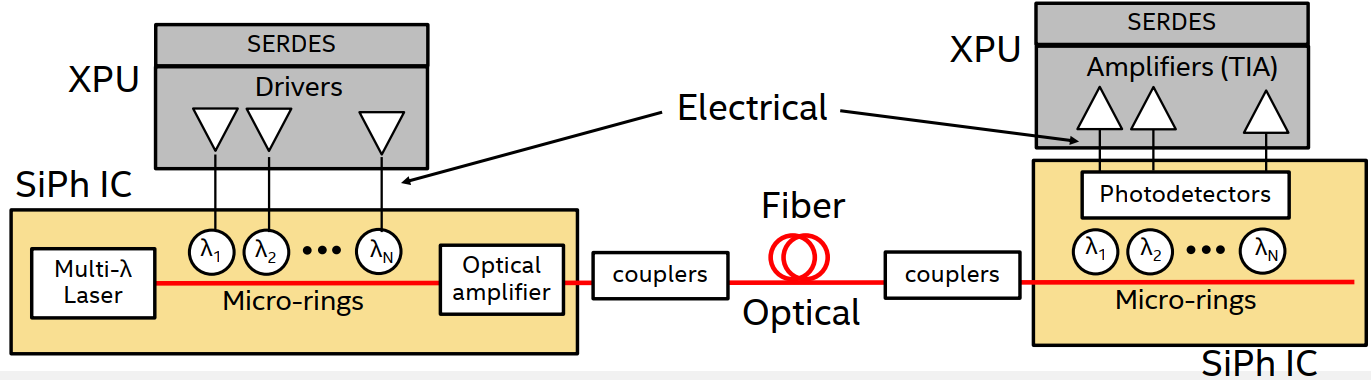 SERDES
XPU
Drivers
SiPh IC
λ1
λ2
λN
Multi-λ
Laser
Micro-rings
Optical
amplifier
couplers
Electrical
Fiber
Optical
couplers
SERDES
XPU
Amplifiers (TIA)
Photodetectors
λ1
λ2
λN
Micro-rings
SiPh IC